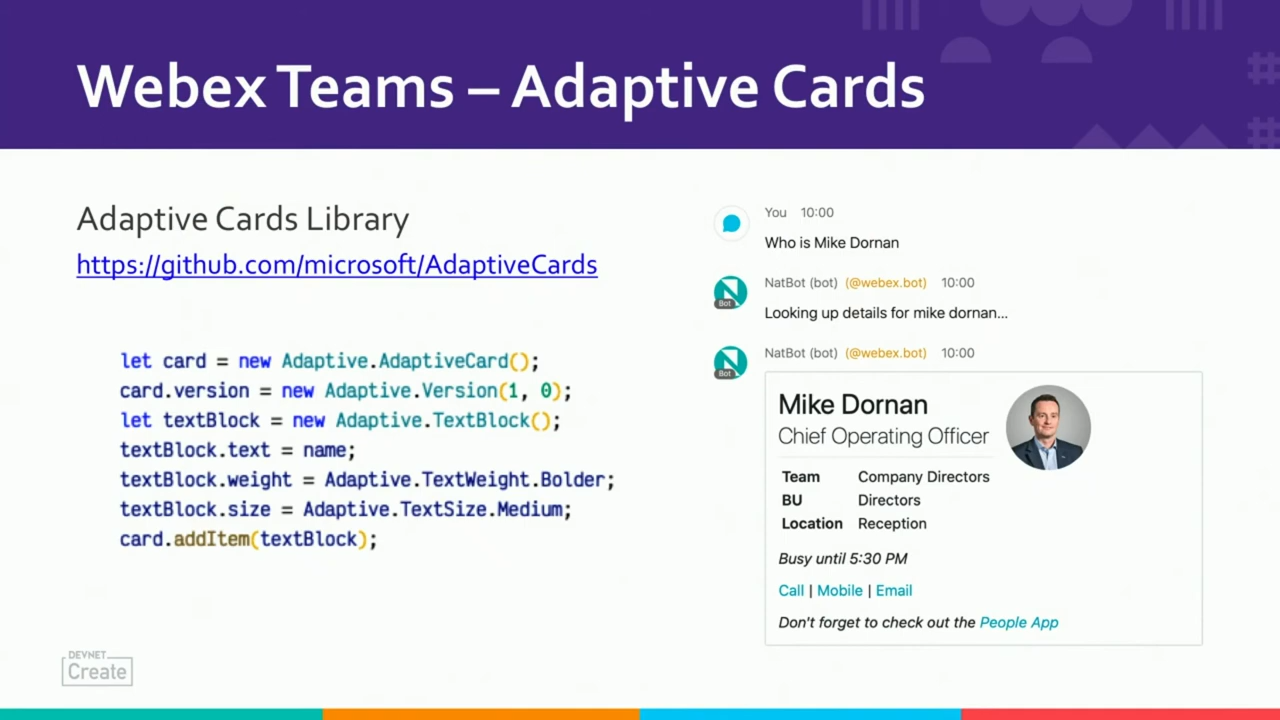 Webex Teams – Adaptive Cards
Adaptive Cards Library
https://github.com/microsoft/AdaptiveCards
let card = new Adaptive.AdaptiveCard();
card.version = new Adaptive.Version(1, 0);
let textBlock = new Adaptive.TextBlock();
textBlock.text = name;
textBlock.weight = Adaptive.TextWeight.Bolder;
textBlock.size = Adaptive.TextSize.Medium;
card.addItem(textBlock);
You 10:00
Who is Mike Dornan
NatBot (bot) (@webex.bot) 10:00
Bot
Looking up details for mike dornan...
NatBot (bot) (@webex.bot) 10:00
Bot
Mike Dornan
Chief Operating Officer
Team Company Directors
BU Directors
Location Reception
Busy until 5:30 PM
Call | Mobile | Email
Don't forget to check out the People App
DEVNET
Create